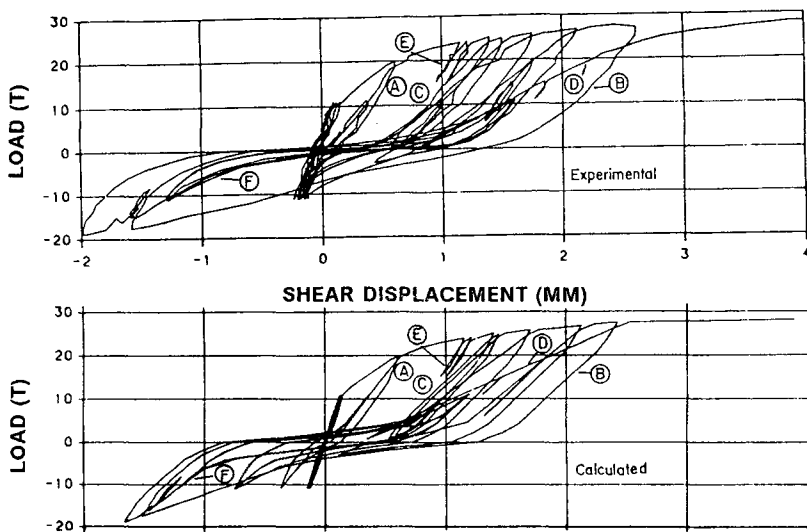 30
20
10
0
-10
-20
LOAD (T)
E
A
C
D
B
F
Experimental
-2
-1
0
1
2
3
4
SHEAR DISPLACEMENT (MM)
30
20
10
0
-10
-20
LOAD (T)
E
D
A
C
B
F
Calculated